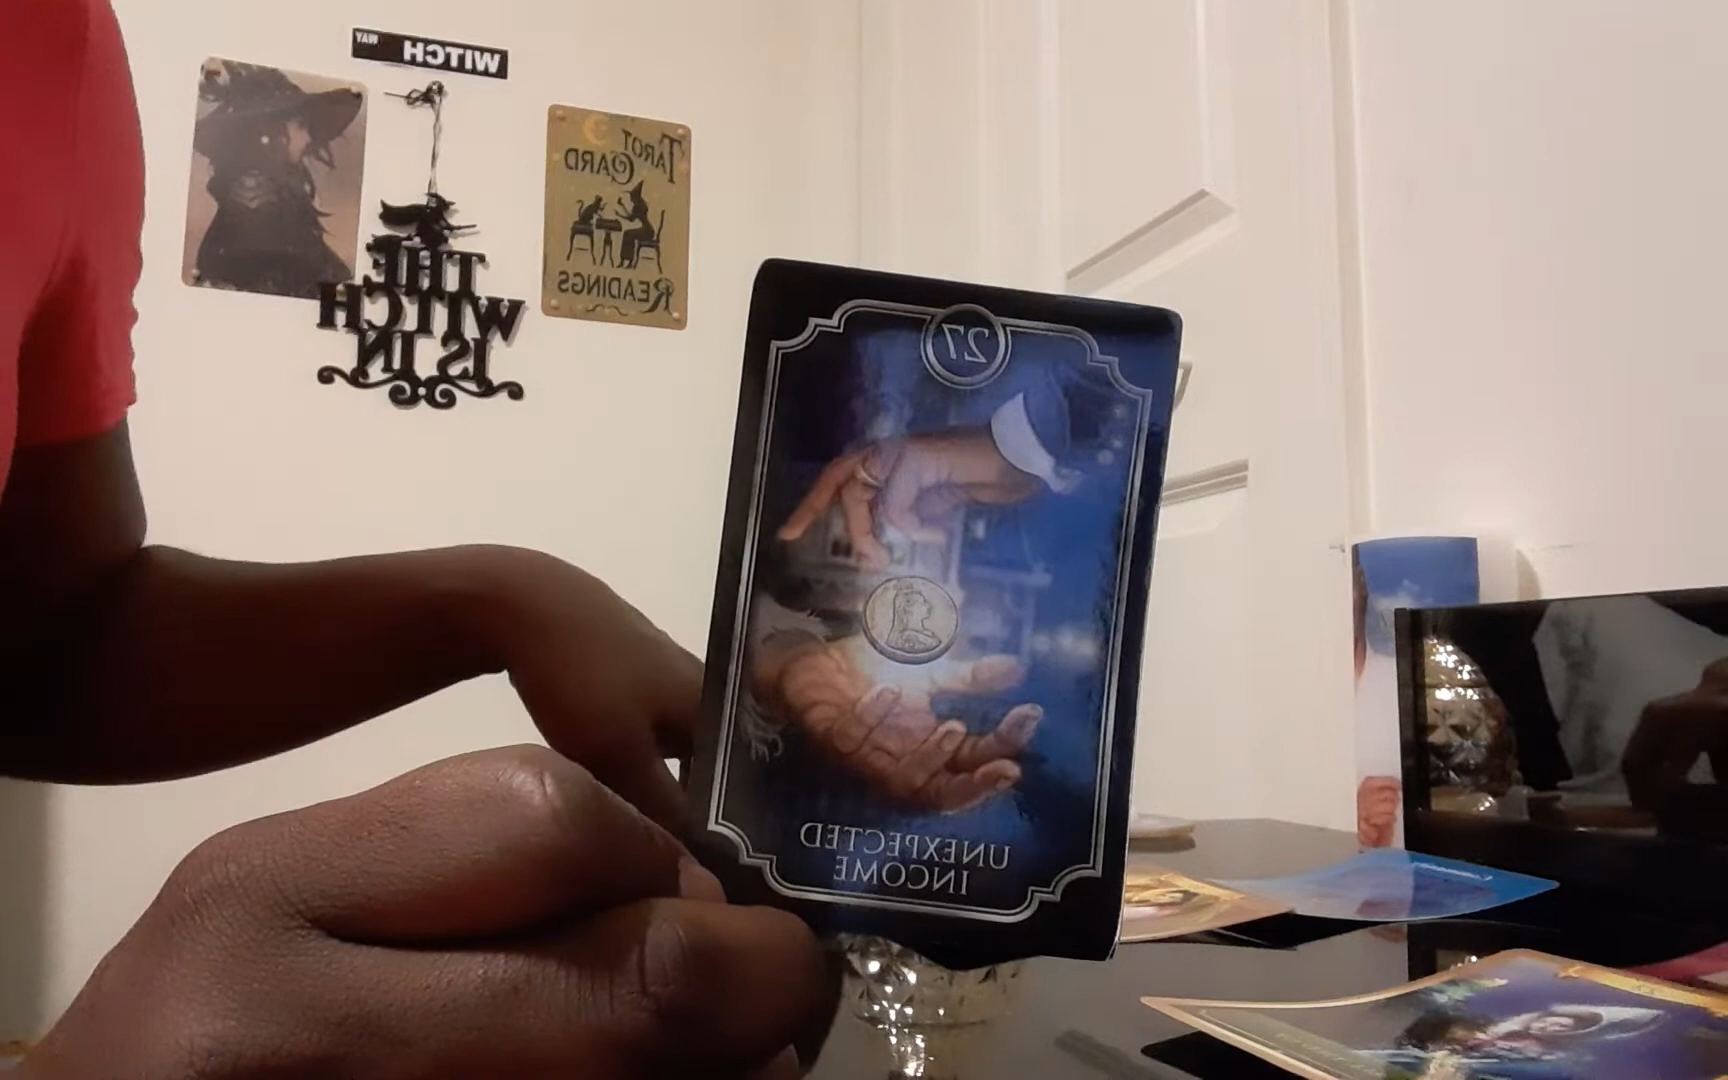 WITCH WAY
THE
WITCH
IS IN
TAROT
CARD
READINGS
27
UNEXPECTED
INCOME